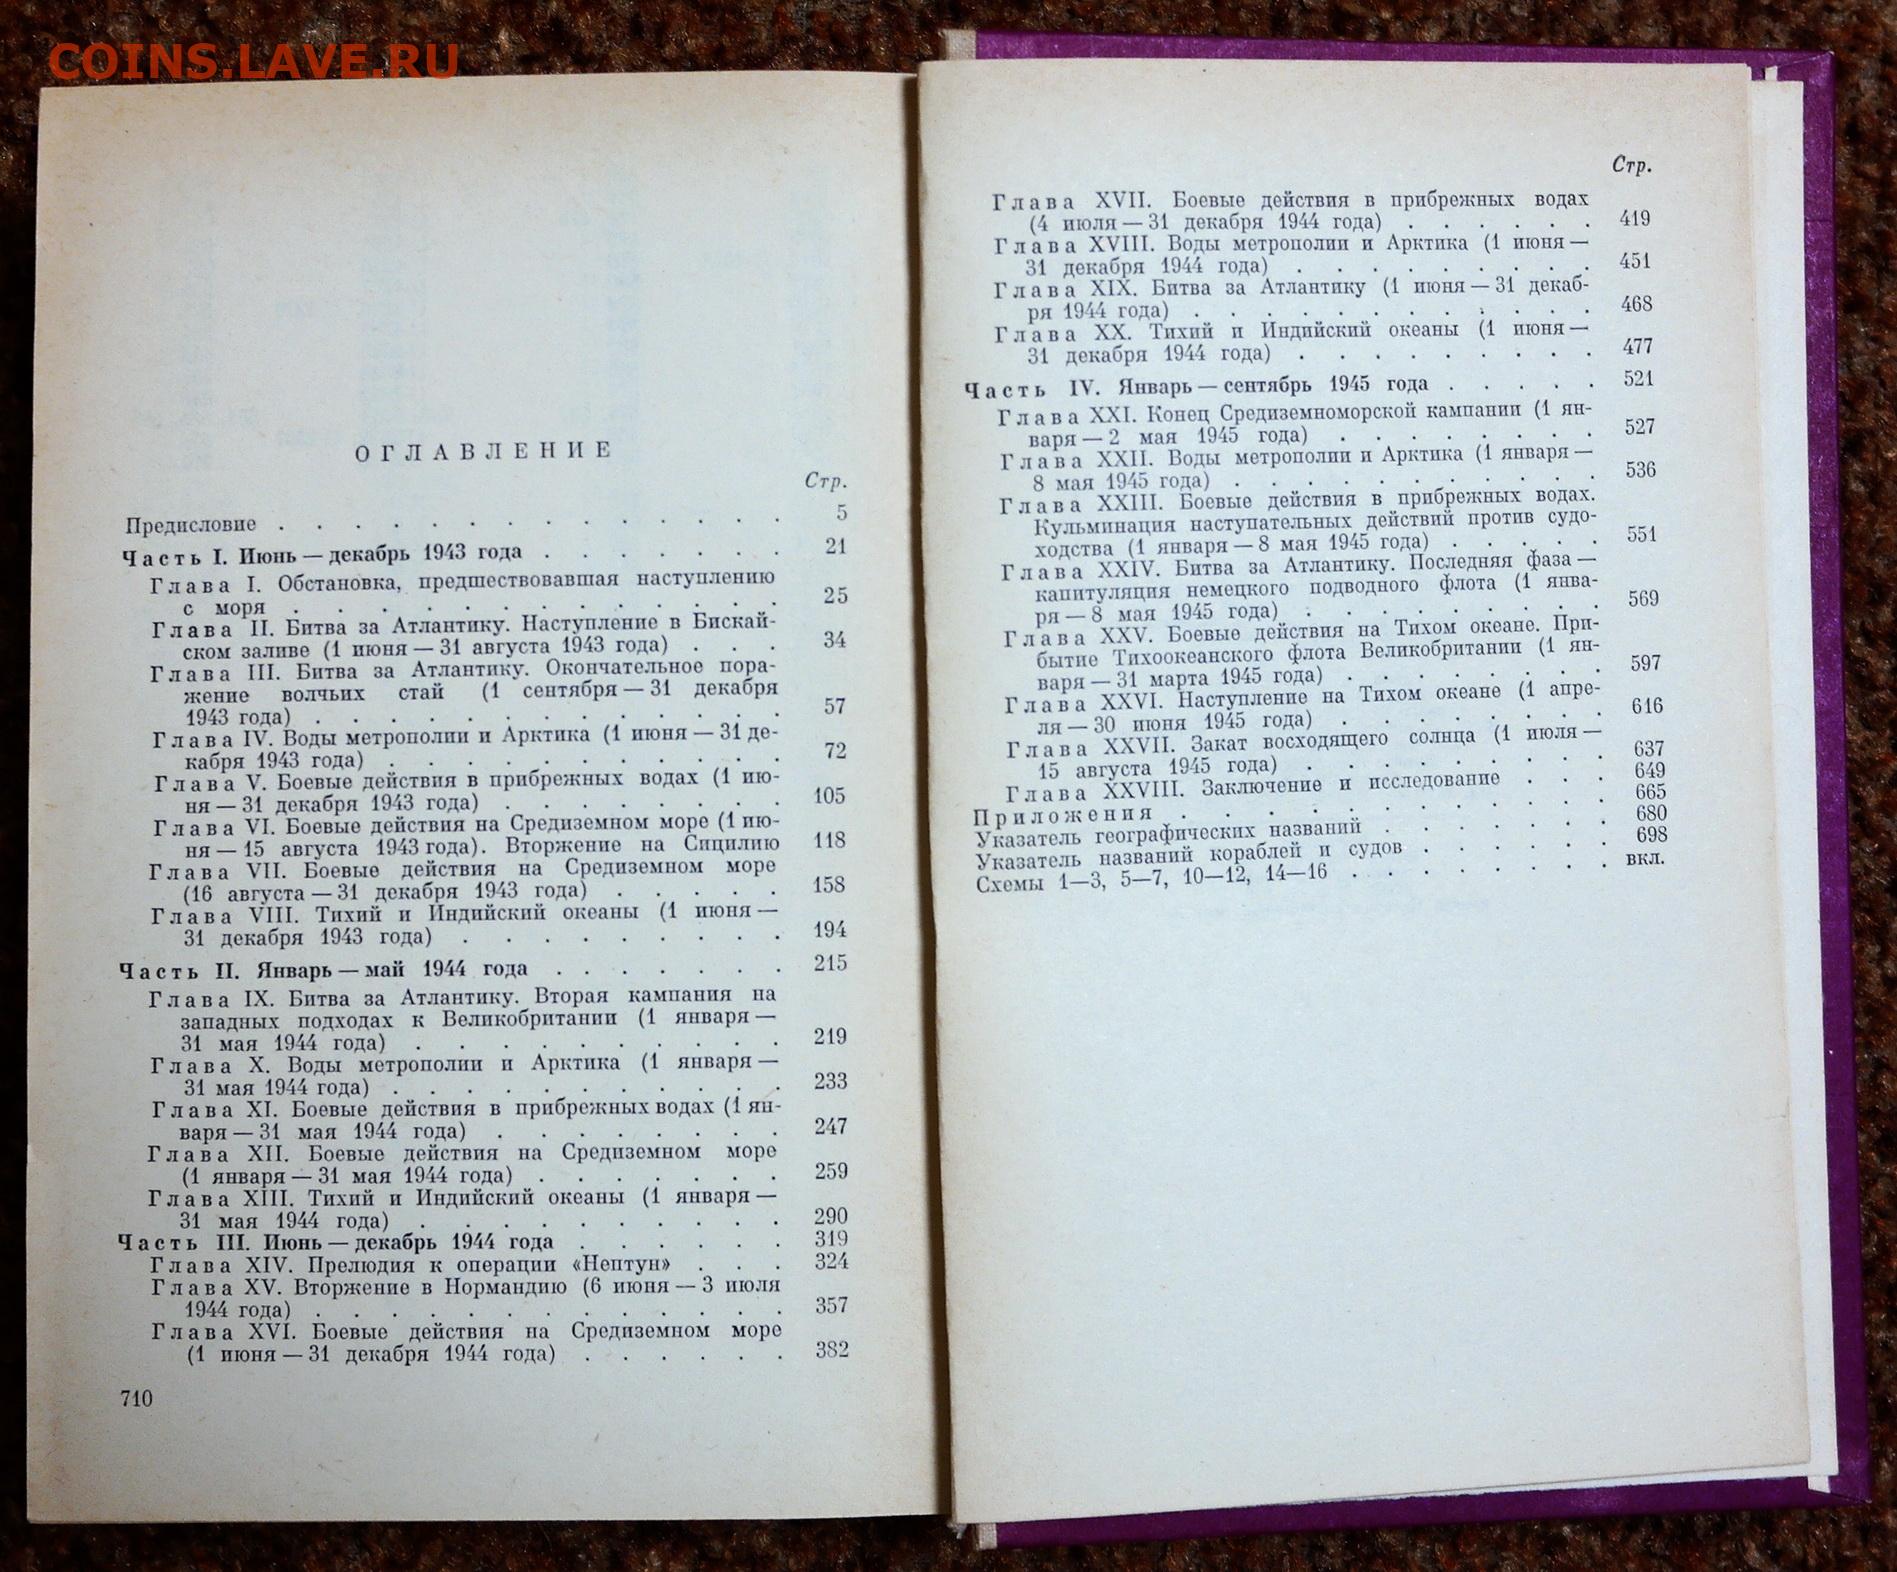 COINS.LAVE.RU
ОГЛАВЛЕНИЕ
Стр.
Предисловие . . . . . . . . . . . . . . 5
Часть I. Июнь — декабрь 1943 года . . . . . . . 21
Глава I. Обстановка, предшествовавшая наступлению
с моря . . . . . . . . . . . . . 25
Глава II. Битва за Атлантику. Наступление в Бискай-
ском заливе (1 июня — 31 августа 1943 года) . . . 34
Глава III. Битва за Атлантику. Окончательное пора-
жение волчьих стай (1 сентября — 31 декабря
1943 года) . . . . . . . . . . . . . 57
Глава IV. Воды метрополии и Арктика (1 июня — 31 де-
кабря 1943 года) . . . . . . . . . . . 72
Глава V. Боевые действия в прибрежных водах (1 ию-
ня — 31 декабря 1943 года) . . . . . . . . 105
Глава VI. Боевые действия на Средиземном море (1 ию-
ня — 15 августа 1943 года). Вторжение на Сицилию 118
Глава VII. Боевые действия на Средиземном море
(16 августа — 31 декабря 1943 года) . . . . . 158
Глава VIII. Тихий и Индийский океаны (1 июня —
31 декабря 1943 года) . . . . . . . . . 194
Часть II. Январь — май 1944 года . . . . . . . 215
Глава IX. Битва за Атлантику. Вторая кампания на
западных подходах к Великобритании (1 января —
31 мая 1944 года) . . . . . . . . . . 219
Глава X. Воды метрополии и Арктика (1 января —
31 мая 1944 года) . . . . . . . . . . . 233
Глава XI. Боевые действия в прибрежных водах (1 ян-
варя — 31 мая 1944 года) . . . . . . . . 247
Глава XII. Боевые действия на Средиземном море
(1 января — 31 мая 1944 года) . . . . . . . 259
Глава XIII. Тихий и Индийский океаны (1 января —
31 мая 1944 года) . . . . . . . . . . 290
Часть III. Июнь — декабрь 1944 года . . . . . . 319
Глава XIV. Прелюдия к операции «Нептун» . . . 324
Глава XV. Вторжение в Нормандию (6 июня — 3 июля
1944 года) . . . . . . . . . . . . . 357
Глава XVI. Боевые действия на Средиземном море
(1 июня — 31 декабря 1944 года) . . . . . . 382
710
Стр.
Глава XVII. Боевые действия в прибрежных водах
(4 июля — 31 декабря 1944 года) . . . . . . 419
Глава XVIII. Воды метрополии и Арктика (1 июня —
31 декабря 1944 года) . . . . . . . . . 451
Глава XIX. Битва за Атлантику (1 июня — 31 декаб-
ря 1944 года) . . . . . . . . . . . . 468
Глава XX. Тихий и Индийский океаны (1 июня —
31 декабря 1944 года) . . . . . . . . . 477
Часть IV. Январь — сентябрь 1945 года . . . . . 521
Глава XXI. Конец Средиземноморской кампании (1 ян-
варя — 2 мая 1945 года) . . . . . . . . 527
Глава XXII. Воды метрополии и Арктика (1 января —
8 мая 1945 года) . . . . . . . . . . . 536
Глава XXIII. Боевые действия в прибрежных водах.
Кульминация наступательных действий против судо-
ходства (1 января — 8 мая 1945 года) . . . . . 551
Глава XXIV. Битва за Атлантику. Последняя фаза —
капитуляция немецкого подводного флота (1 янва-
ря — 8 мая 1945 года) . . . . . . . . . 569
Глава XXV. Боевые действия на Тихом океане. При-
бытие Тихоокеанского флота Великобритании (1 ян-
варя — 31 марта 1945 года) . . . . . . . . 597
Глава XXVI. Наступление на Тихом океане (1 апре-
ля — 30 июня 1945 года) . . . . . . . . 616
Глава XXVII. Закат восходящего солнца (1 июля —
15 августа 1945 года) . . . . . . . . . 637
Глава XXVIII. Заключение и исследование . . . 649
Приложения . . . . . . . . . . . . 665
Указатель географических названий . . . . . . 680
Указатель названий кораблей и судов . . . . . . 698
Схемы 1—3, 5—7, 10—12, 14—16 . . . . . . . . вкл.